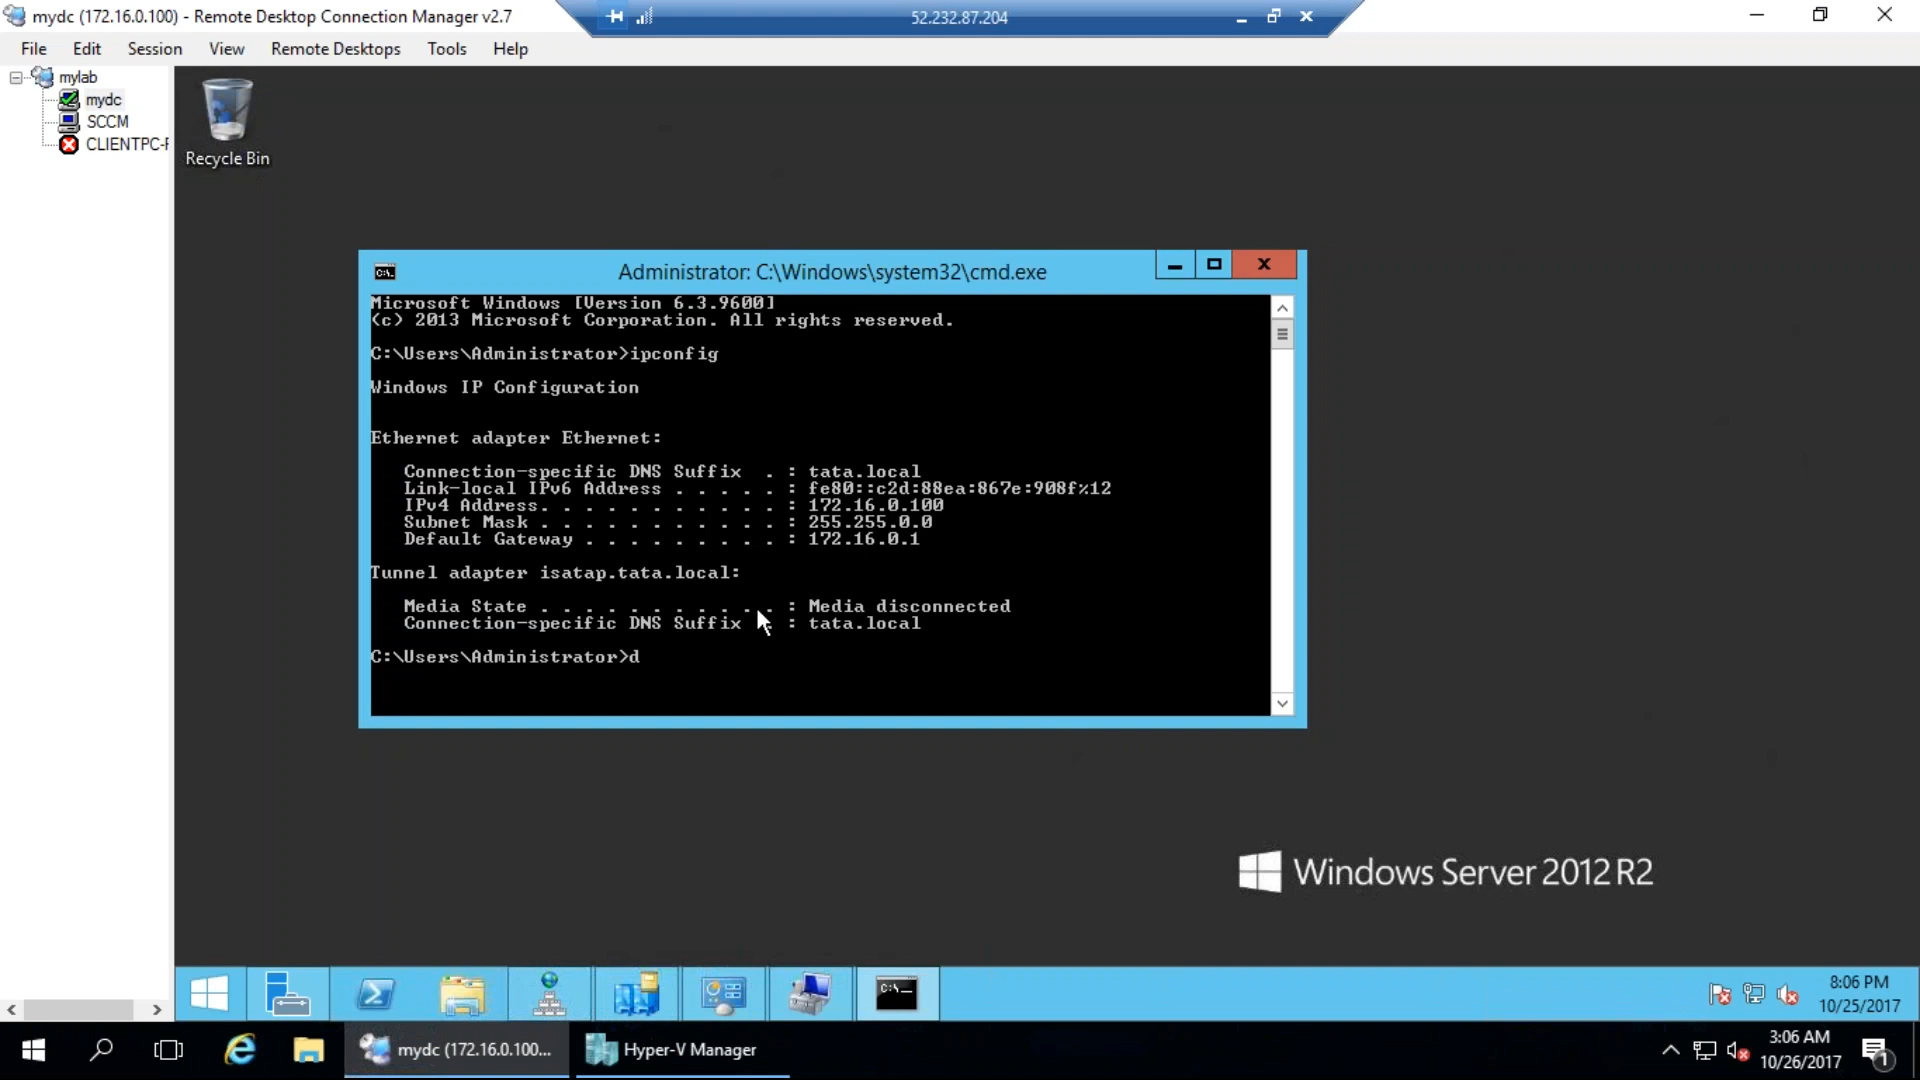 mydc (172.16.0.100) - Remote Desktop Connection Manager v2.7
52.232.87.204
File Edit Session View Remote Desktops Tools Help
mylab
mydc
SCCM
CLIENTPC-
Recycle Bin
Administrator: C:\Windows\system32\cmd.exe
Microsoft Windows [Version 6.3.9600]
(c) 2013 Microsoft Corporation. All rights reserved.
C:\Users\Administrator>ipconfig
Windows IP Configuration
Ethernet adapter Ethernet:
Connection-specific DNS Suffix . : tata.local
Link-local IPv6 Address . . . . . : fe80::c2d:88ea:867e:908f%12
IPv4 Address. . . . . . . . . . . : 172.16.0.100
Subnet Mask . . . . . . . . . . . : 255.255.0.0
Default Gateway . . . . . . . . . : 172.16.0.1
Tunnel adapter isatap.tata.local:
Media State . . . . . . . . . . . : Media disconnected
Connection-specific DNS Suffix . : tata.local
C:\Users\Administrator>d
Windows Server 2012 R2
8:06 PM
10/25/2017
mydc (172.16.0.100...
Hyper-V Manager
3:06 AM
10/26/2017
1